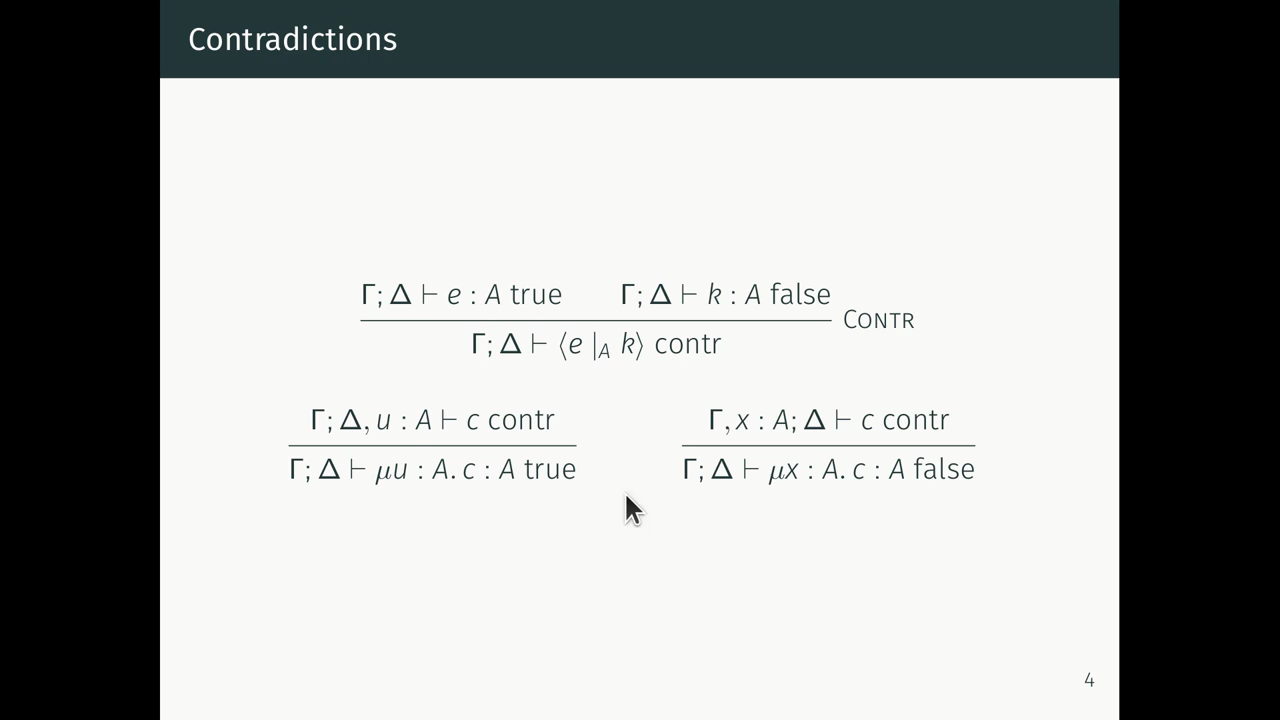 Contradictions
Γ; Δ ⊢ e : A true Γ; Δ ⊢ k : A false
CONTR
Γ; Δ ⊢ ⟨e |A k⟩ contr
Γ; Δ, u : A ⊢ c contr Γ, x : A; Δ ⊢ c contr
Γ; Δ ⊢ μu : A. c : A true Γ; Δ ⊢ μx : A. c : A false
4